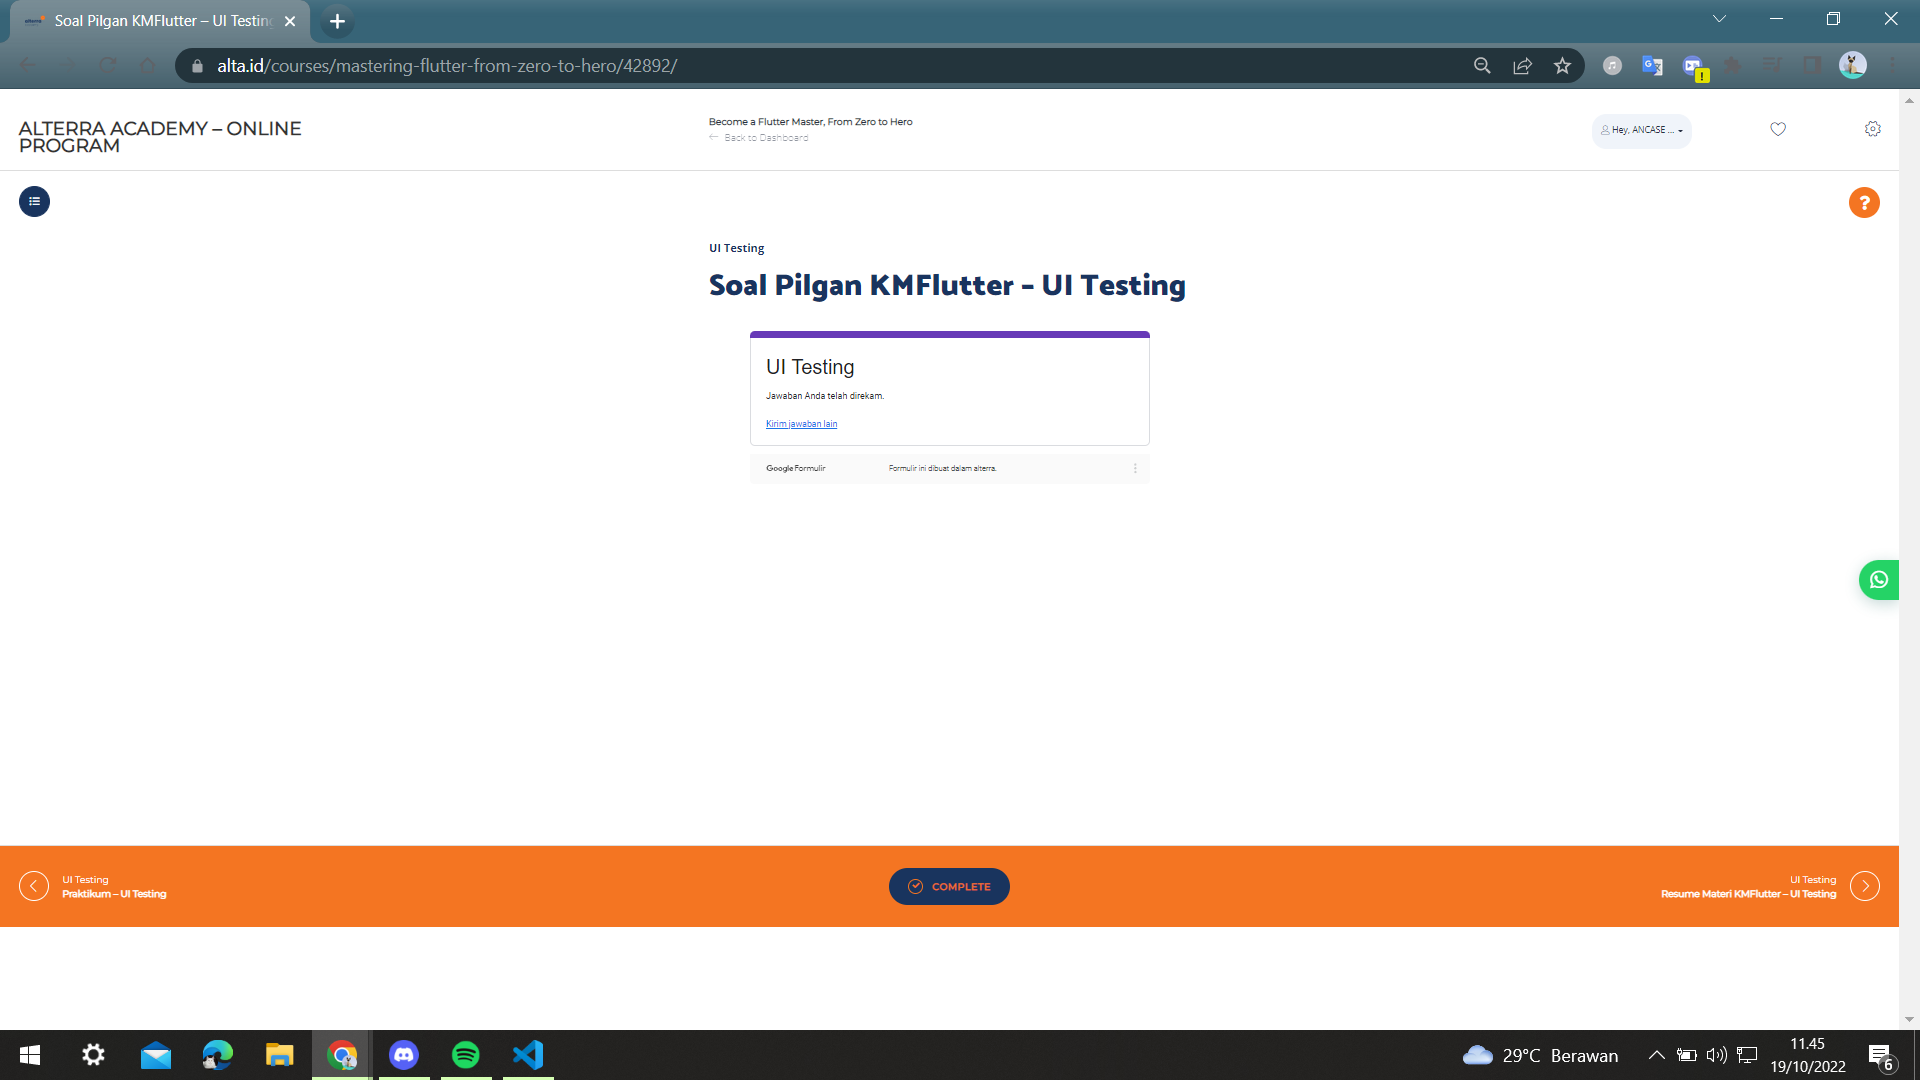 Soal Pilgan KMFlutter – UI Testing
alta.id/courses/mastering-flutter-from-zero-to-hero/42892/
ALTERRA ACADEMY – ONLINE
PROGRAM
Become a Flutter Master, From Zero to Hero
Back to Dashboard
Hey, ANCASE ...
?
UI Testing
Soal Pilgan KMFlutter – UI Testing
UI Testing
Jawaban Anda telah direkam.
Kirim jawaban lain
Google Formulir
Formulir ini dibuat dalam alterra.
UI Testing
Praktikum – UI Testing
COMPLETE
UI Testing
Resume Materi KMFlutter – UI Testing
29°C Berawan
11.45
19/10/2022
6